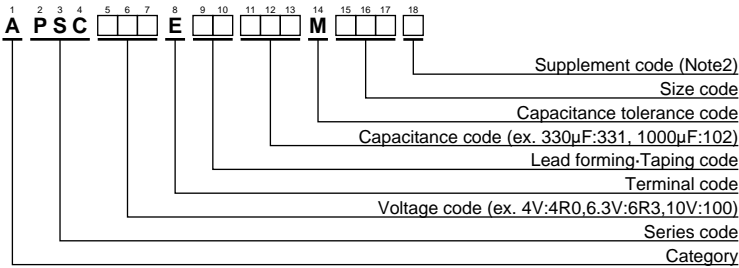 1 2 3 4 5 6 7 8 9 10 11 12 13 14 15 16 17 18
A P S C □□□ E □□ □□□ M □□□ □
Supplement code (Note2)
Size code
Capacitance tolerance code
Capacitance code (ex. 330μF:331, 1000μF:102)
Lead forming·Taping code
Terminal code
Voltage code (ex. 4V:4R0,6.3V:6R3,10V:100)
Series code
Category